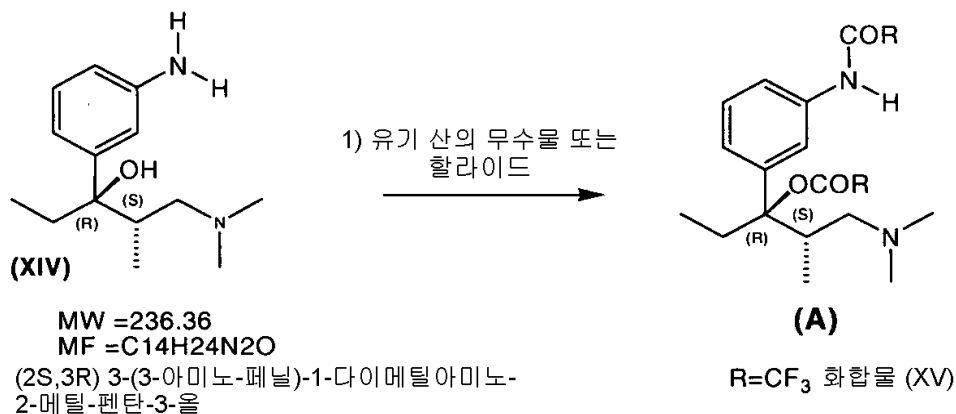 H
N
H
OH
(S)
(R)
N
(XIV)
MW =236.36
MF =C14H24N2O
(2S,3R) 3-(3-아미노-페닐)-1-다이메틸아미노-
2-메틸-펜탄-3-올
1) 유기 산의 무수물 또는
할라이드
COR
N
H
OCOR
(S)
(R)
N
(A)
R=CF₃ 화합물 (XV)